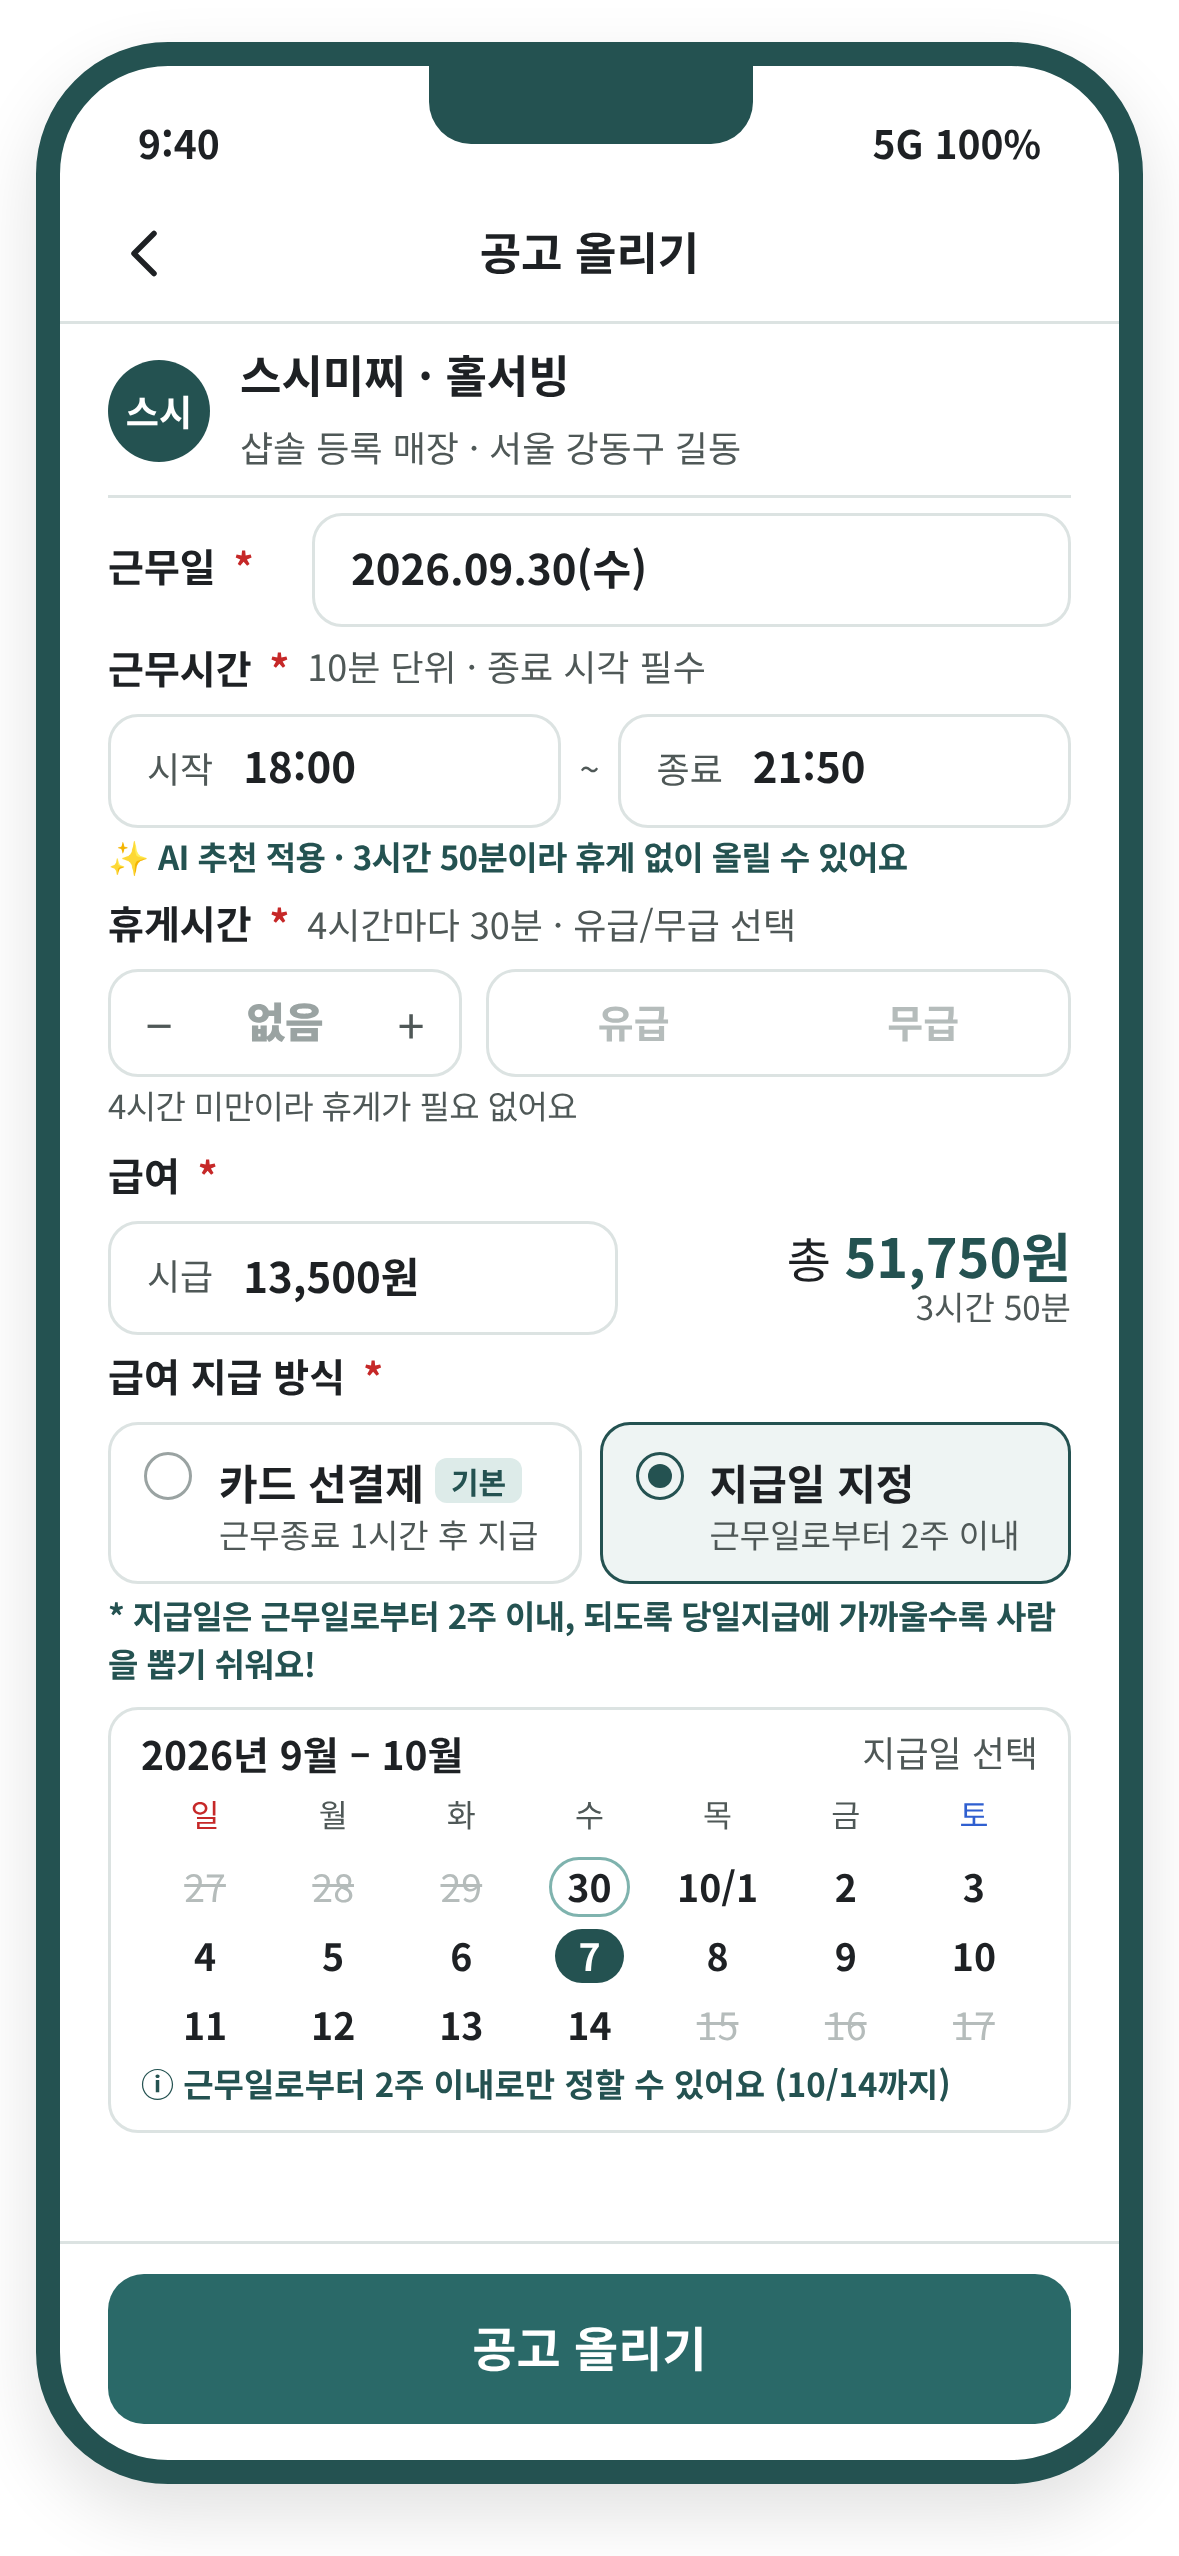 9:40
5G 100%
공고 올리기
스시
스시미찌 · 홀서빙
샵솔 등록 매장 · 서울 강동구 길동
근무일 *
2026.09.30(수)
근무시간 * 10분 단위 · 종료 시각 필수
시작 18:00 ~ 종료 21:50
✨ AI 추천 적용 · 3시간 50분이라 휴게 없이 올릴 수 있어요
휴게시간 * 4시간마다 30분 · 유급/무급 선택
− 없음 + 유급 무급
4시간 미만이라 휴게가 필요 없어요
급여 *
시급 13,500원
총 51,750원
3시간 50분
급여 지급 방식 *
카드 선결제 기본
근무종료 1시간 후 지급
지급일 지정
근무일로부터 2주 이내
* 지급일은 근무일로부터 2주 이내, 되도록 당일지급에 가까울수록 사람
을 뽑기 쉬워요!
2026년 9월 – 10월 지급일 선택
일 월 화 수 목 금 토
27 28 29 30 10/1 2 3
4 5 6 7 8 9 10
11 12 13 14 15 16 17
ⓘ 근무일로부터 2주 이내로만 정할 수 있어요 (10/14까지)
공고 올리기